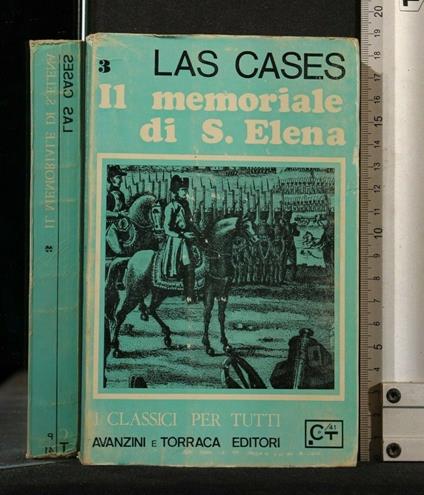 3
LAS CASES
Il memoriale
di S. Elena
I CLASSICI PER TUTTI
AVANZINI E TORRACA EDITORI
CT/41
LAS CASES
IL MEMORIALE DI S. ELENA
3